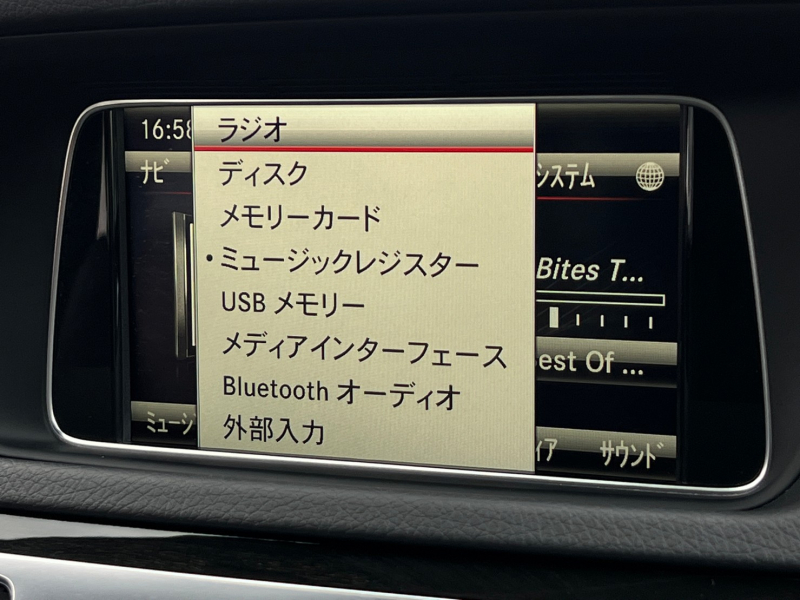 16:58
ラジオ
ナビ
ディスク
システム
メモリーカード
・ミュージックレジスター
Bites T...
USB メモリー
メディアインターフェース
est Of ...
Bluetooth オーディオ
ミュージ
外部入力
ィア
サウンド